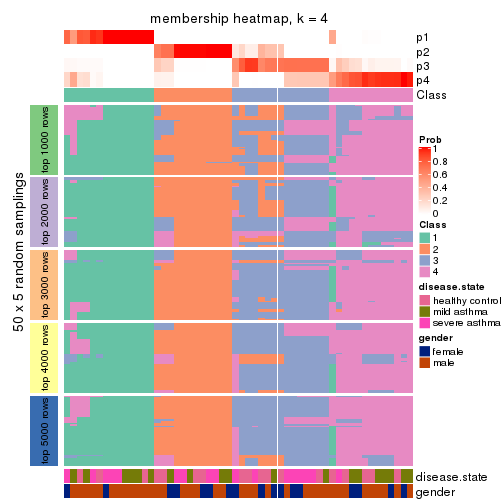 membership heatmap, k = 4
p1
p2
p3
p4
Class
50 x 5 random samplings
top 1000 rows
top 2000 rows
top 3000 rows
top 4000 rows
top 5000 rows
disease.state
gender
Prob
1
0.8
0.6
0.4
0.2
0
Class
1
2
3
4
disease.state
healthy control
mild asthma
severe asthma
gender
female
male